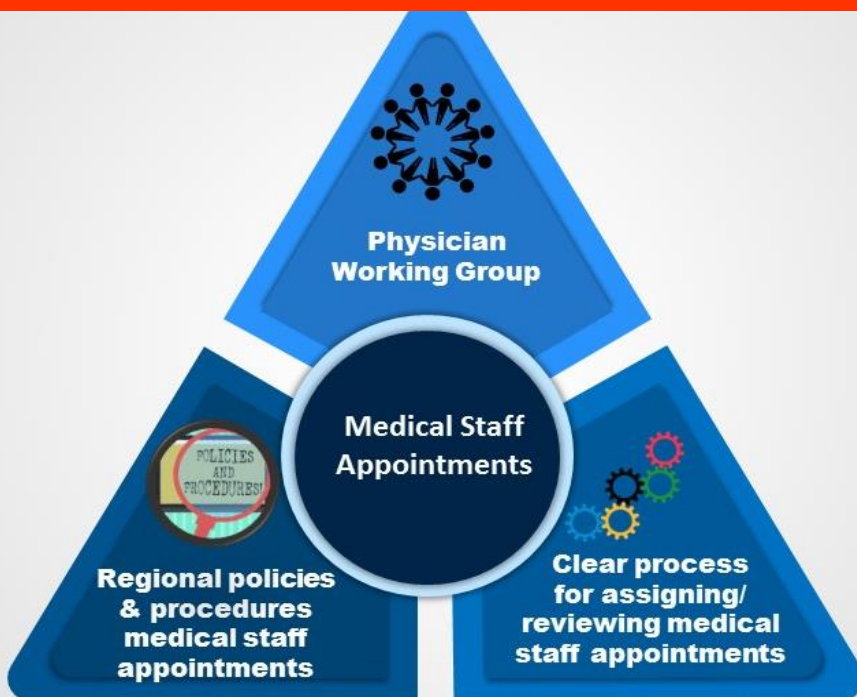 Physician
Working Group
Medical Staff
Appointments
POLICIES
AND
PROCEDURES!
Regional policies
& procedures
medical staff
appointments
Clear process
for assigning/
reviewing medical
staff appointments